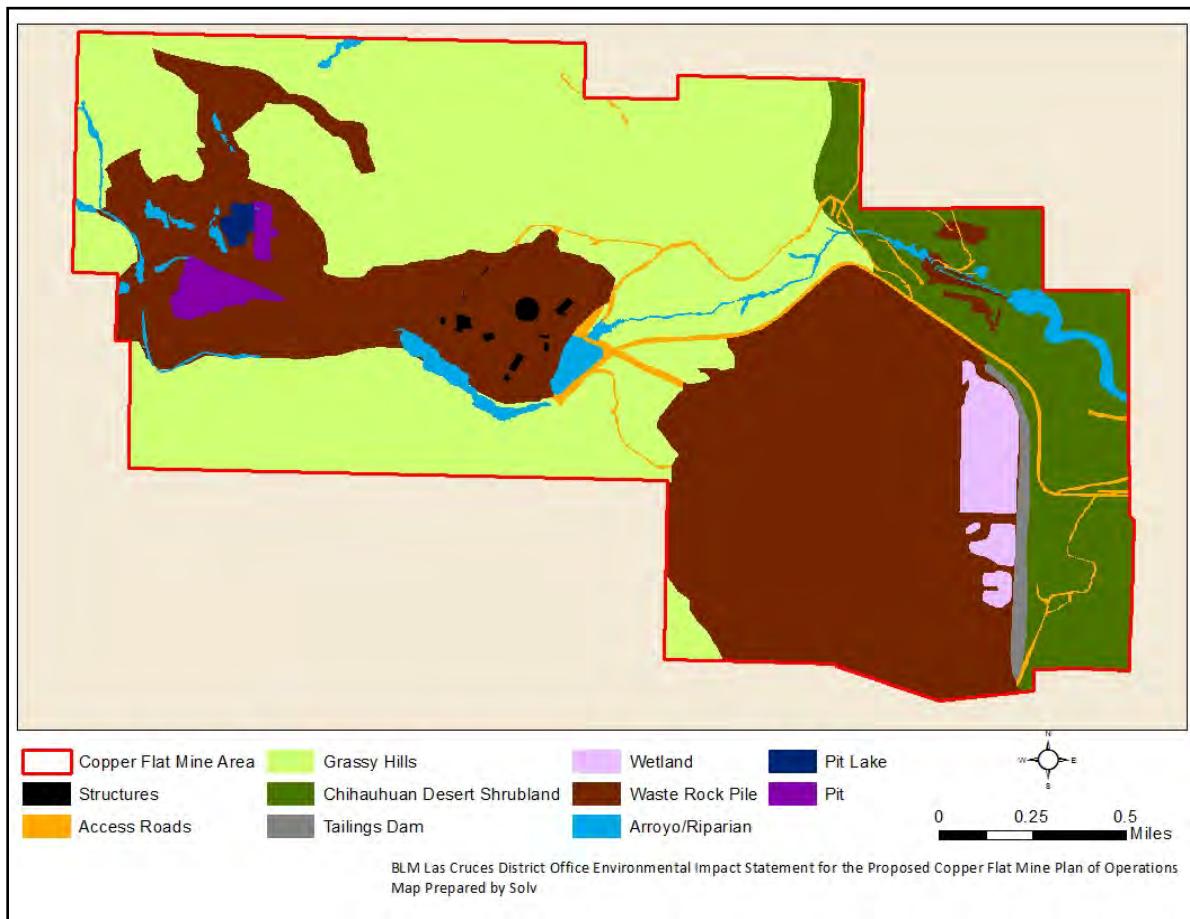 N
W E
S
Copper Flat Mine Area
Grassy Hills
Wetland
Pit Lake
Structures
Chihauhuan Desert Shrubland
Waste Rock Pile
Pit
Access Roads
Tailings Dam
Arroyo/Riparian
0 0.25 0.5
Miles
BLM Las Cruces District Office Environmental Impact Statement for the Proposed Copper Flat Mine Plan of Operations
Map Prepared by Solv